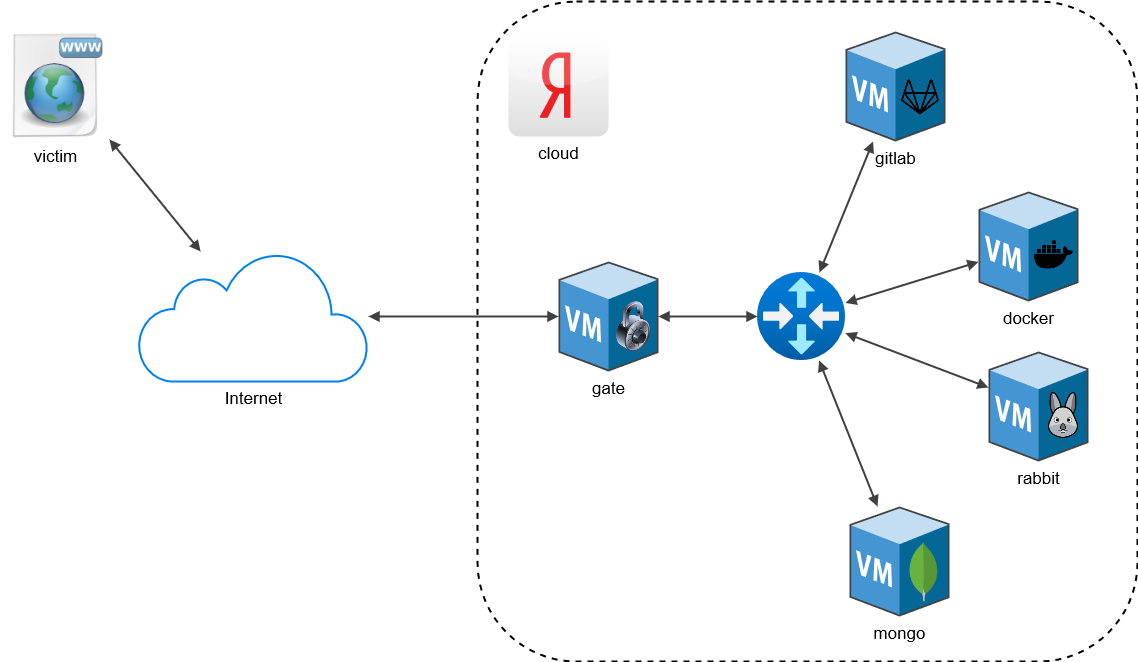 WWW
victim
Internet
Я
cloud
VM
gate
VM
gitlab
VM
docker
VM
rabbit
VM
mongo